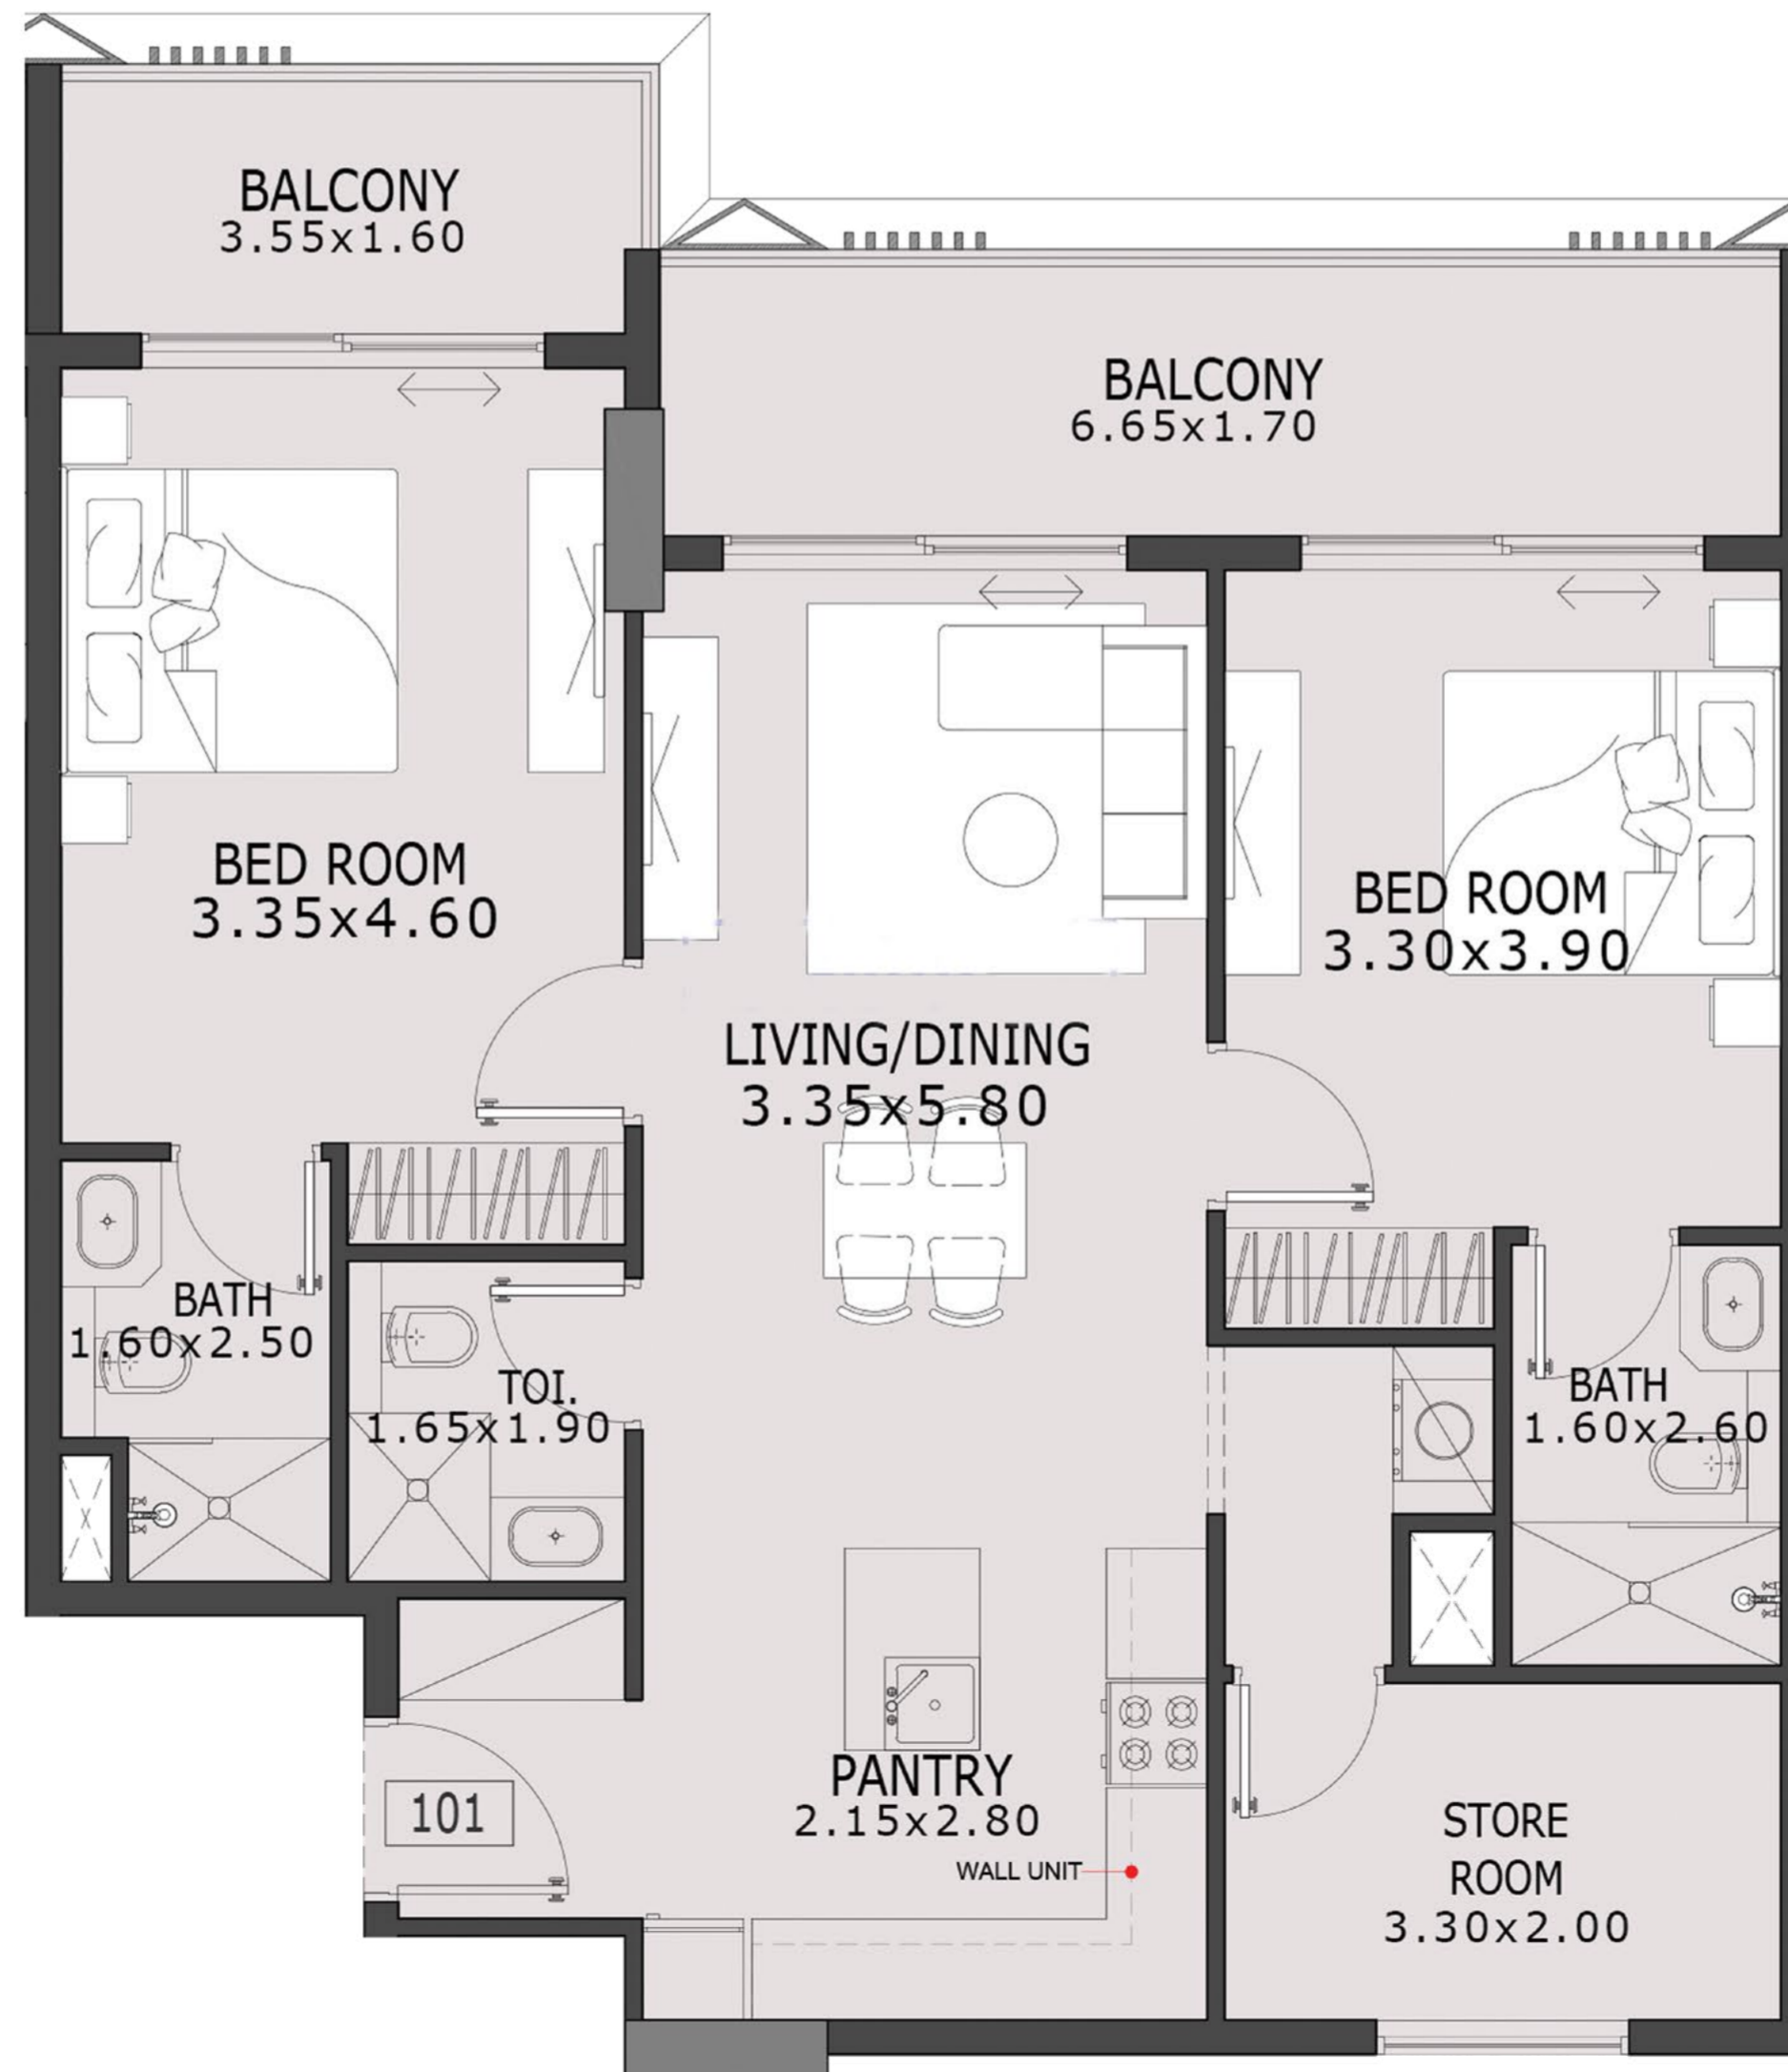 BALCONY
3.55x1.60
BALCONY
6.65x1.70
BED ROOM
3.35x4.60
BED ROOM
3.30x3.90
LIVING/DINING
3.35x5.80
BATH
1.60x2.50
TOI.
1.65x1.90
BATH
1.60x2.60
101
PANTRY
2.15x2.80
WALL UNIT
STORE
ROOM
3.30x2.00